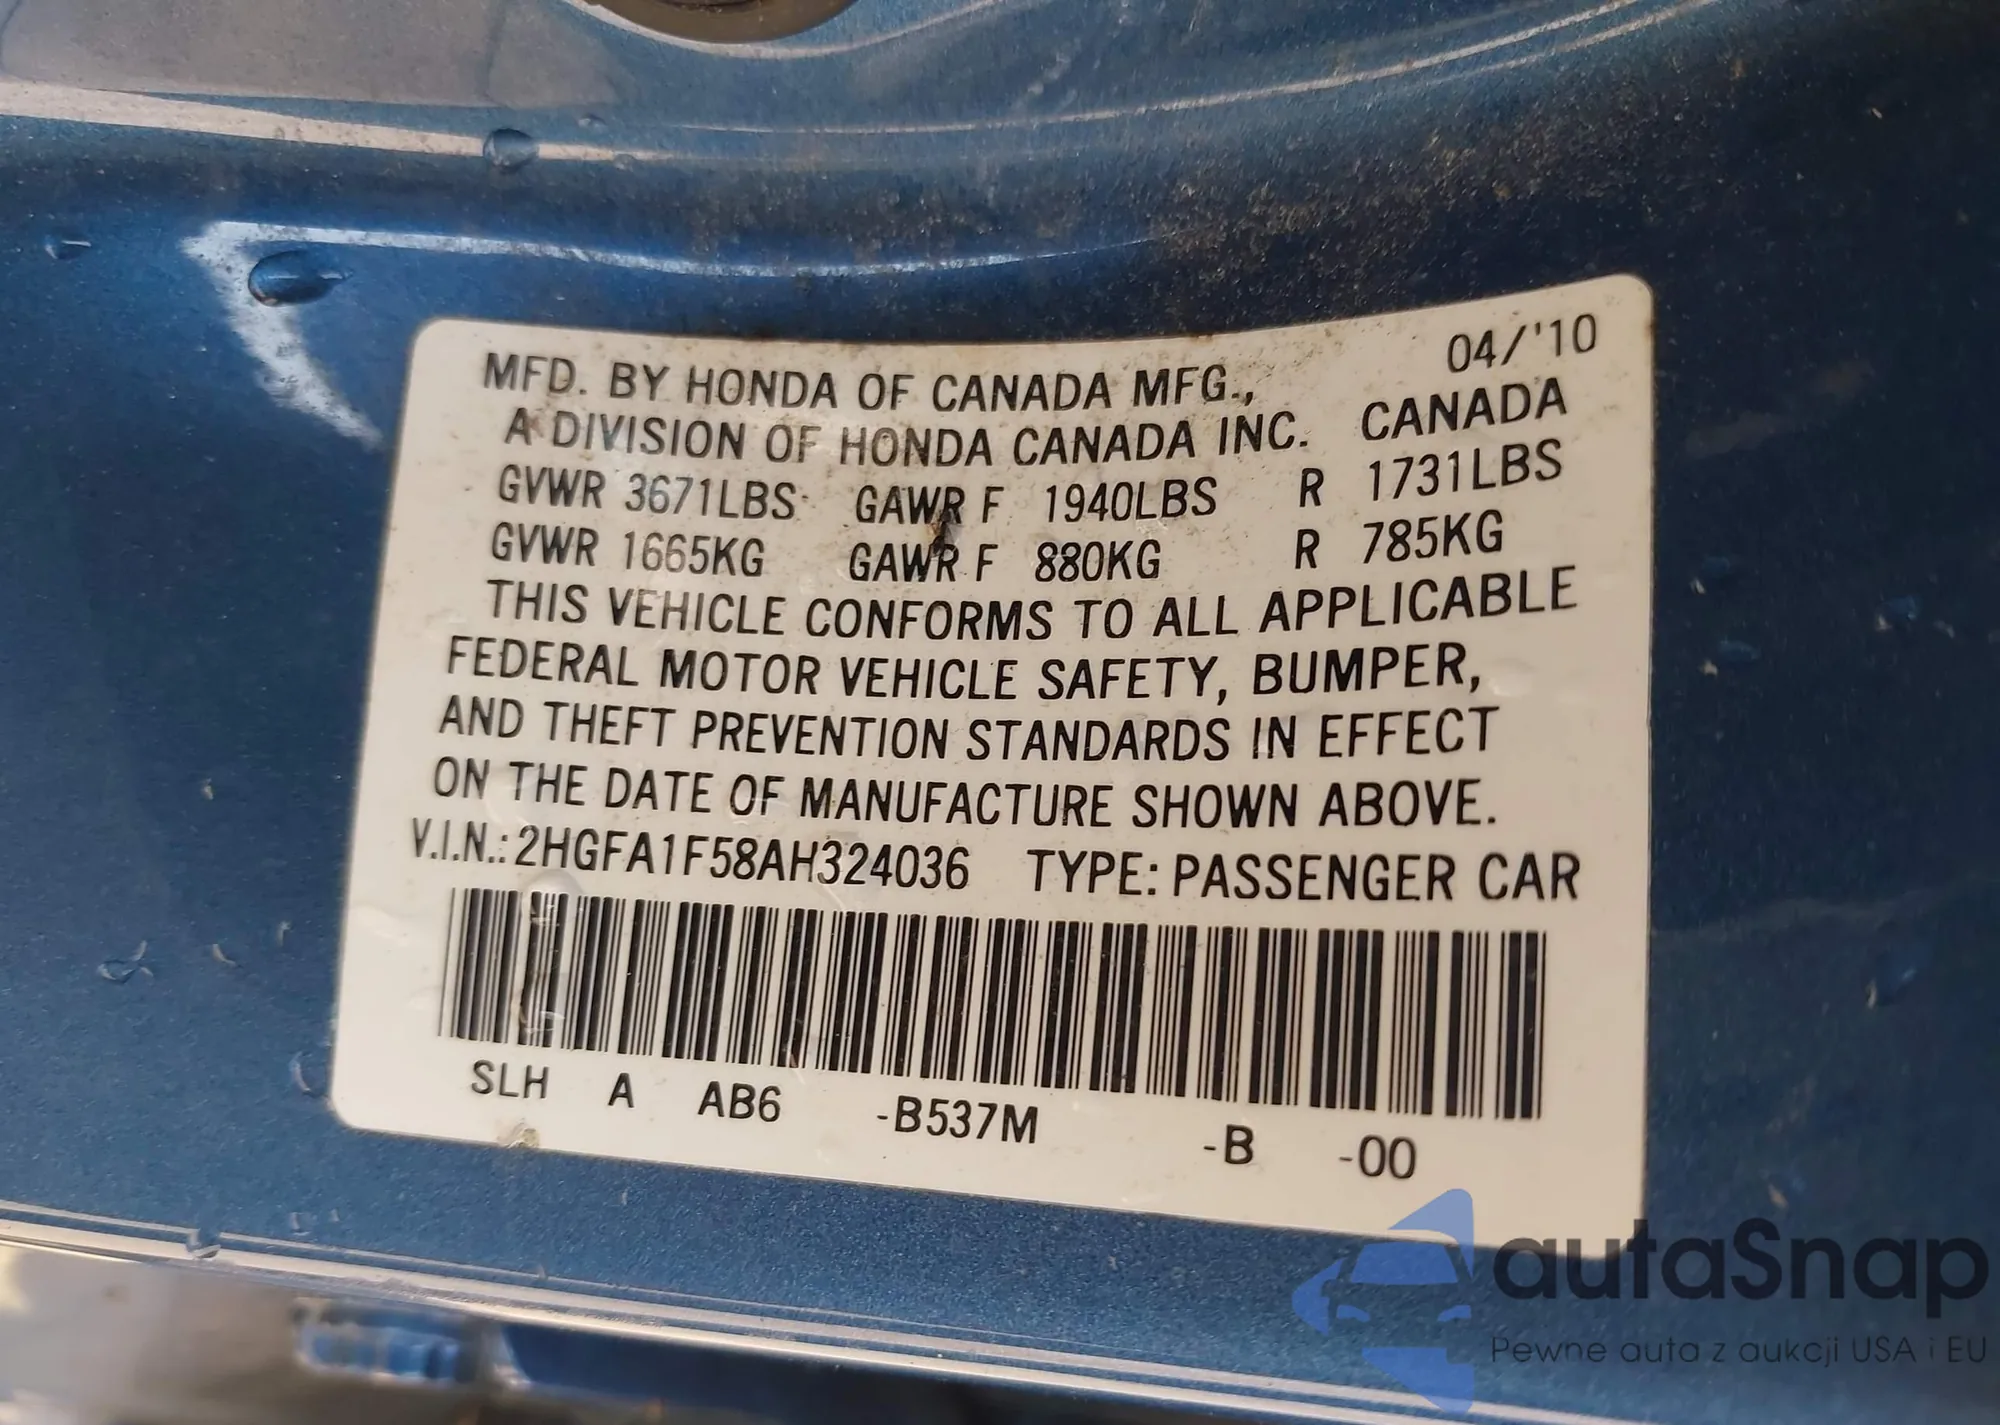 04/'10
MFD. BY HONDA OF CANADA MFG.,
A DIVISION OF HONDA CANADA INC. CANADA
GVWR 3671LBS GAWR F 1940LBS R 1731LBS
GVWR 1665KG GAWR F 880KG R 785KG
THIS VEHICLE CONFORMS TO ALL APPLICABLE
FEDERAL MOTOR VEHICLE SAFETY, BUMPER,
AND THEFT PREVENTION STANDARDS IN EFFECT
ON THE DATE OF MANUFACTURE SHOWN ABOVE.
V.I.N.: 2HGFA1F58AH324036 TYPE: PASSENGER CAR
SLH A AB6 -B537M -B -00
autaSnap
Pewne auta z aukcji USA i EU